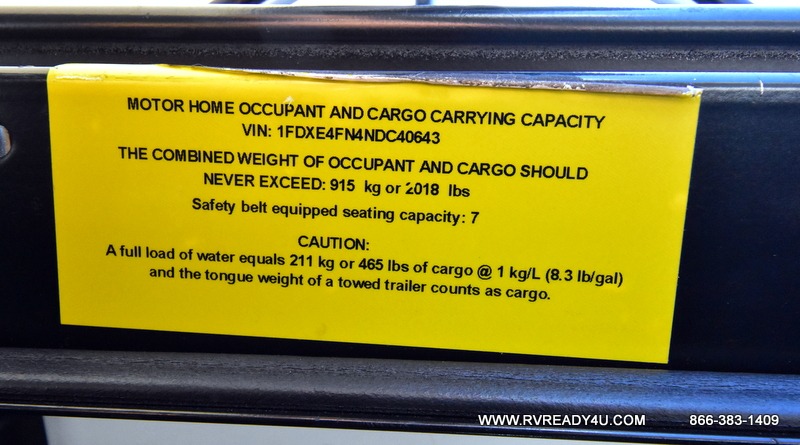 MOTOR HOME OCCUPANT AND CARGO CARRYING CAPACITY
VIN: 1FDXE4FN4NDC40643
THE COMBINED WEIGHT OF OCCUPANT AND CARGO SHOULD
NEVER EXCEED: 915 kg or 2018 lbs
Safety belt equipped seating capacity: 7
CAUTION:
A full load of water equals 211 kg or 465 lbs of cargo @ 1 kg/L (8.3 lb/gal)
and the tongue weight of a towed trailer counts as cargo.
WWW.RVREADY4U.COM 866-383-1409